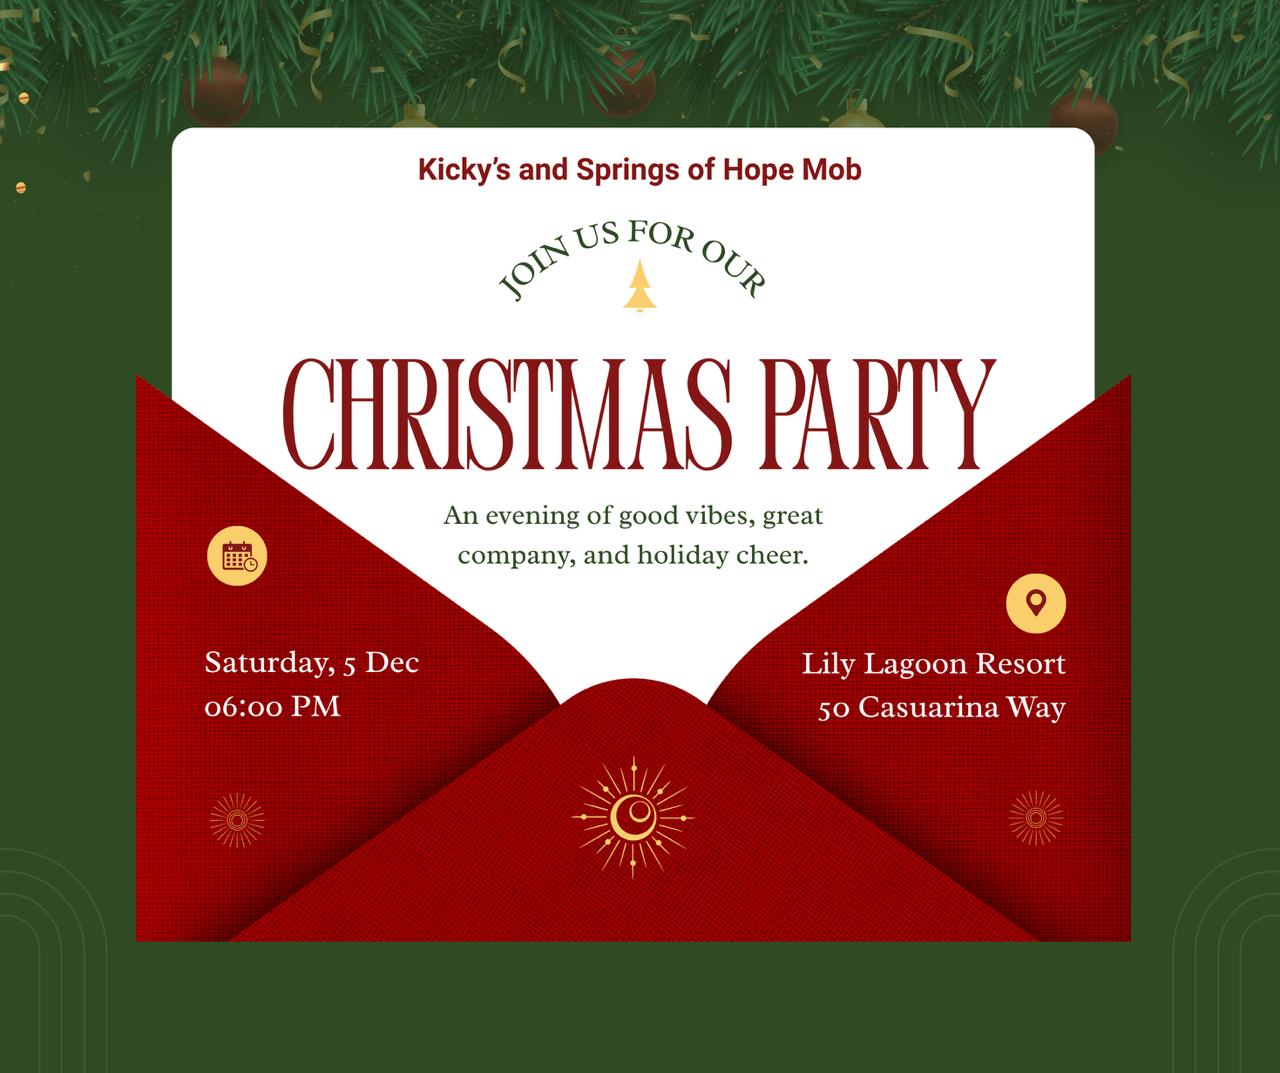 Kicky’s and Springs of Hope Mob
JOIN US FOR OUR
CHRISTMAS PARTY
An evening of good vibes, great
company, and holiday cheer.
Saturday, 5 Dec
06:00 PM
Lily Lagoon Resort
50 Casuarina Way